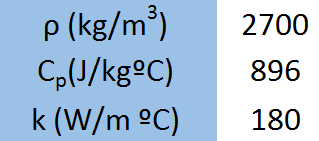 ρ (kg/m³) 2700
Cₚ(J/kgºC) 896
k (W/m ºC) 180